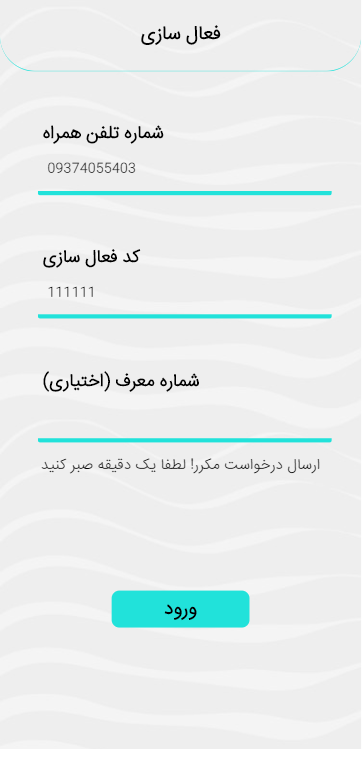 فعال سازی
شماره تلفن همراه
09374055403
کد فعال سازی
111111
شماره معرف (اختیاری)
ارسال درخواست مکرر! لطفا یک دقیقه صبر کنید
ورود